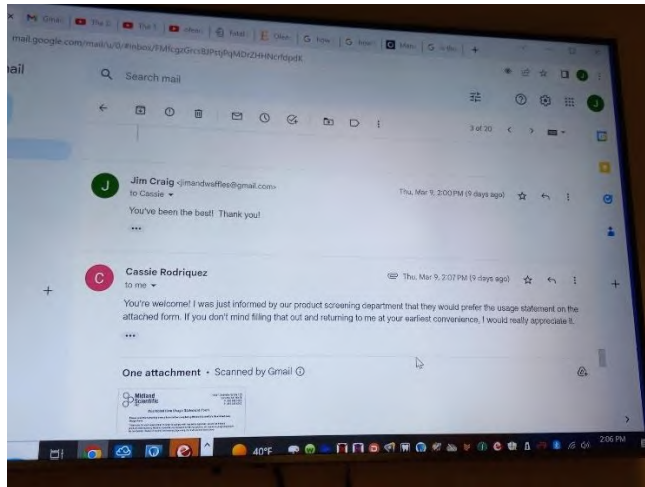 Gmail
The
The
G how
G
mail.google.com/mail/u/0/#inbox/
ail
Search mail
3 of 20
Jim Craig <jimandwaffles@gmail.com>
Thu, Mar 9, 2:00 PM (9 days ago)
to Cassie
You've been the best! Thank you!
Cassie Rodriquez
Thu, Mar 9, 2:07 PM (9 days ago)
to me
You're welcome! I was just informed by our product screening department that they would prefer the usage statement on the
attached form. If you don't mind filling that out and returning to me at your earliest convenience, I would really appreciate it.
One attachment • Scanned by Gmail
Midland
Scientific
40°F
2:06 PM